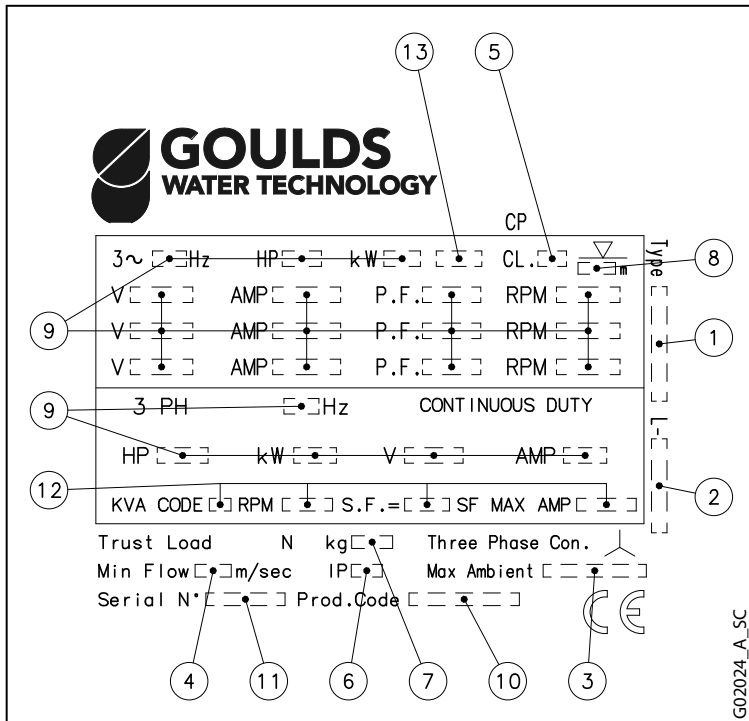 13 5
GOULDS
WATER TECHNOLOGY
CP
3~ Hz HP kW CL. m
Type
8
V AMP P.F. RPM
9 V AMP P.F. RPM
1
V AMP P.F. RPM
9 3 PH Hz CONTINUOUS DUTY
L-
HP kW V AMP
12
2
KVA CODE RPM S.F.= SF MAX AMP
Trust Load N kg Three Phase Con.
Min Flow m/sec IP Max Ambient
Serial N° Prod.Code CE
4 11 6 7 10 3
G02024_A_SC